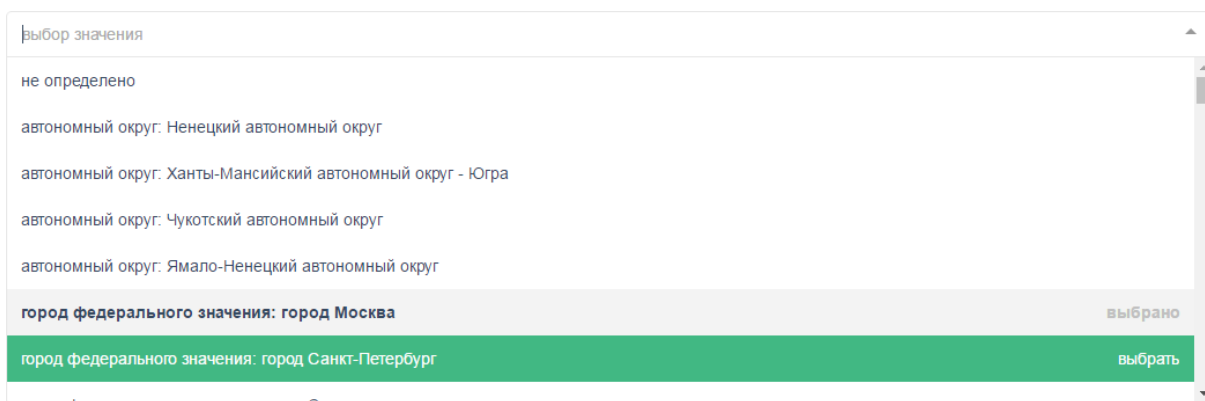 выбор значения
не определено
автономный округ: Ненецкий автономный округ
автономный округ: Ханты-Мансийский автономный округ - Югра
автономный округ: Чукотский автономный округ
автономный округ: Ямало-Ненецкий автономный округ
город федерального значения: город Москва выбрано
город федерального значения: город Санкт-Петербург выбрать